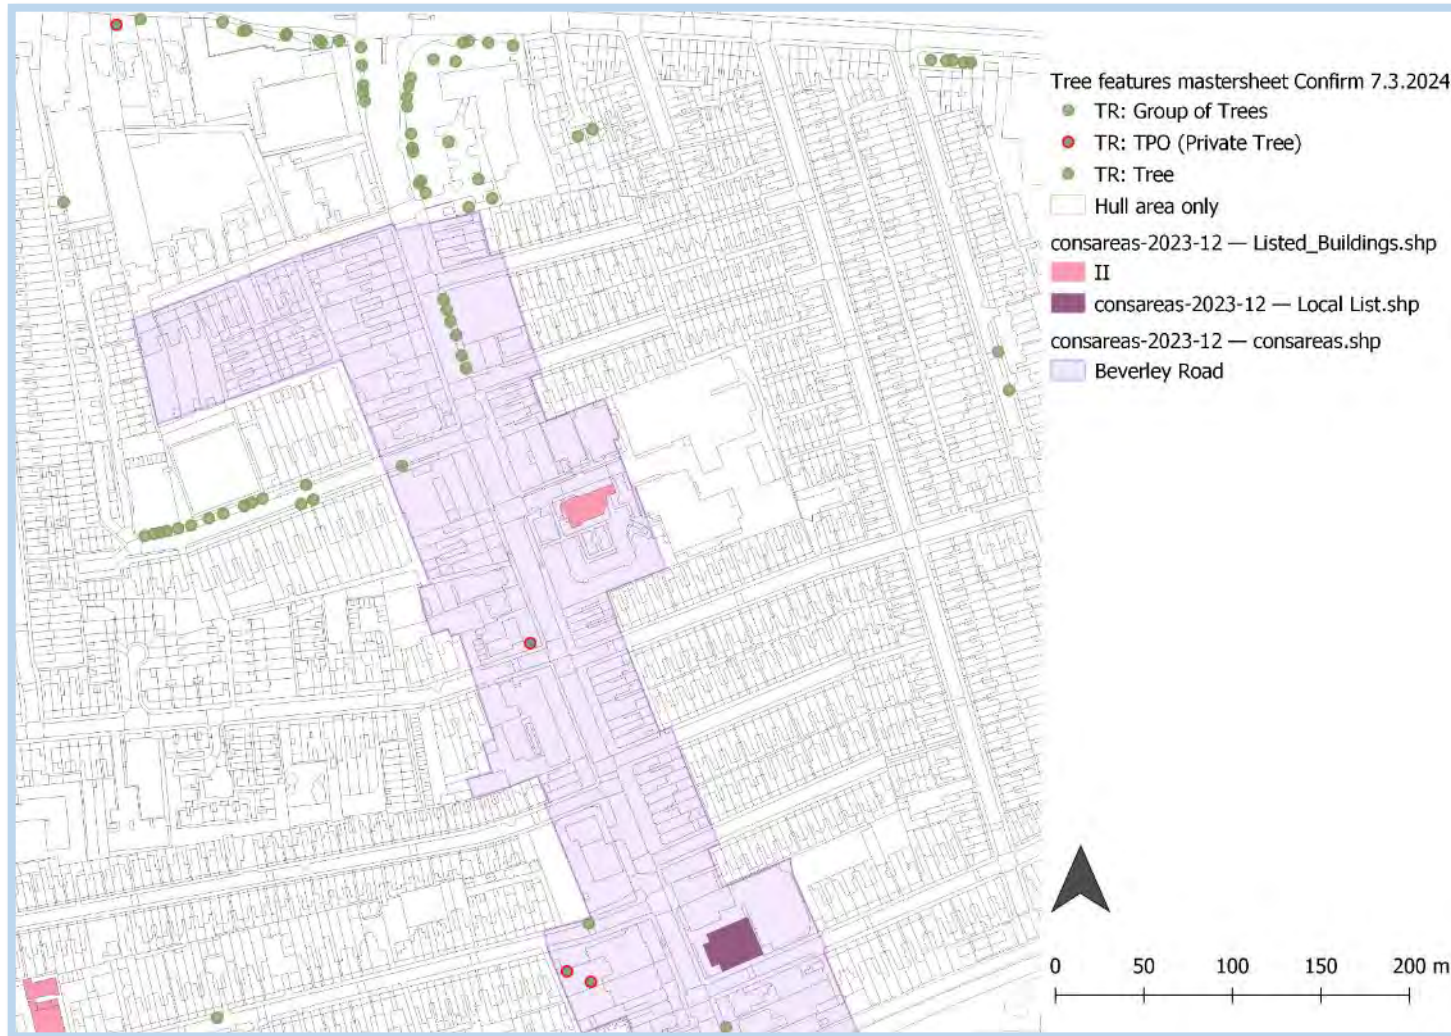 Tree features mastersheet Confirm 7.3.2024
TR: Group of Trees
TR: TPO (Private Tree)
TR: Tree
Hull area only
consareas-2023-12 — Listed_Buildings.shp
II
consareas-2023-12 — Local List.shp
consareas-2023-12 — consareas.shp
Beverley Road
0 50 100 150 200 m